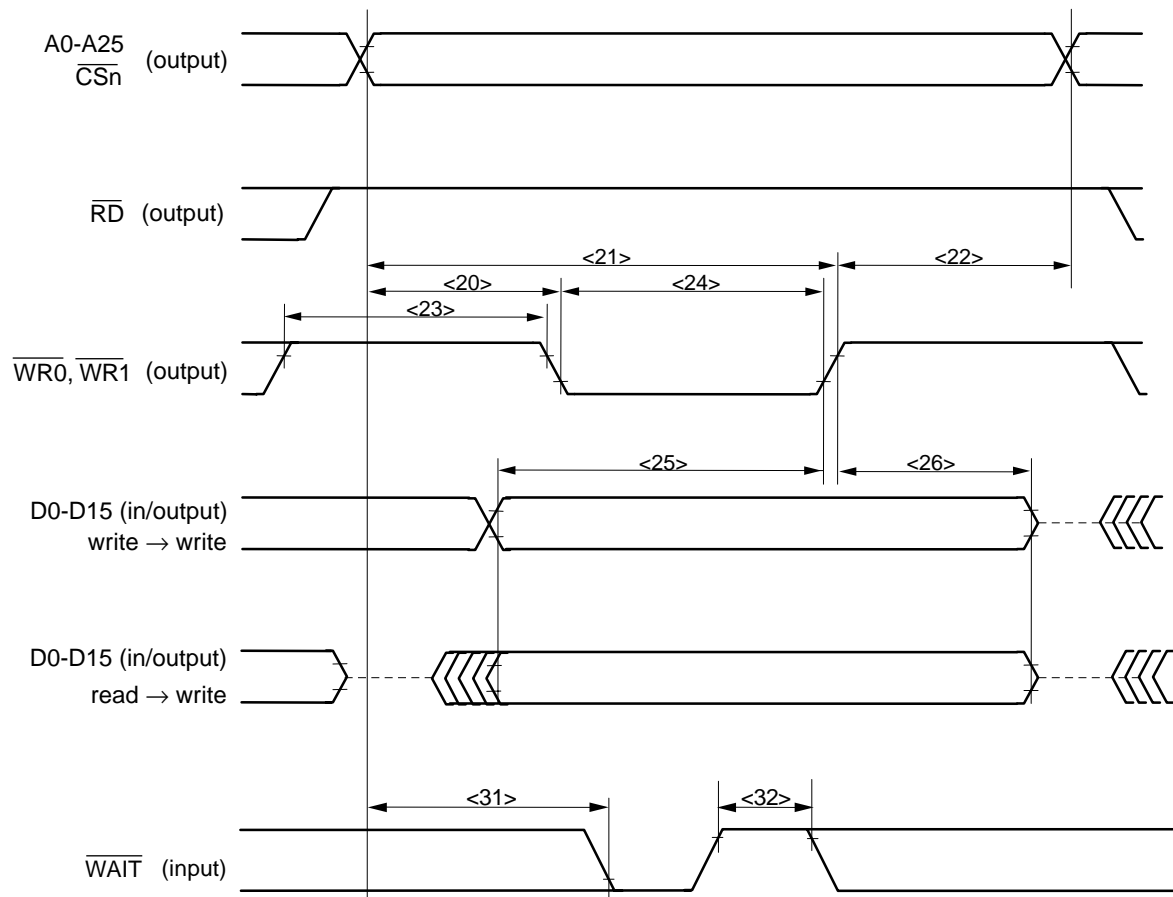 A0-A25
CSn (output)
RD (output)
<21>
<22>
<20>
<24>
<23>
WR0, WR1 (output)
<25>
<26>
D0-D15 (in/output)
write → write
D0-D15 (in/output)
read → write
<31>
<32>
WAIT (input)